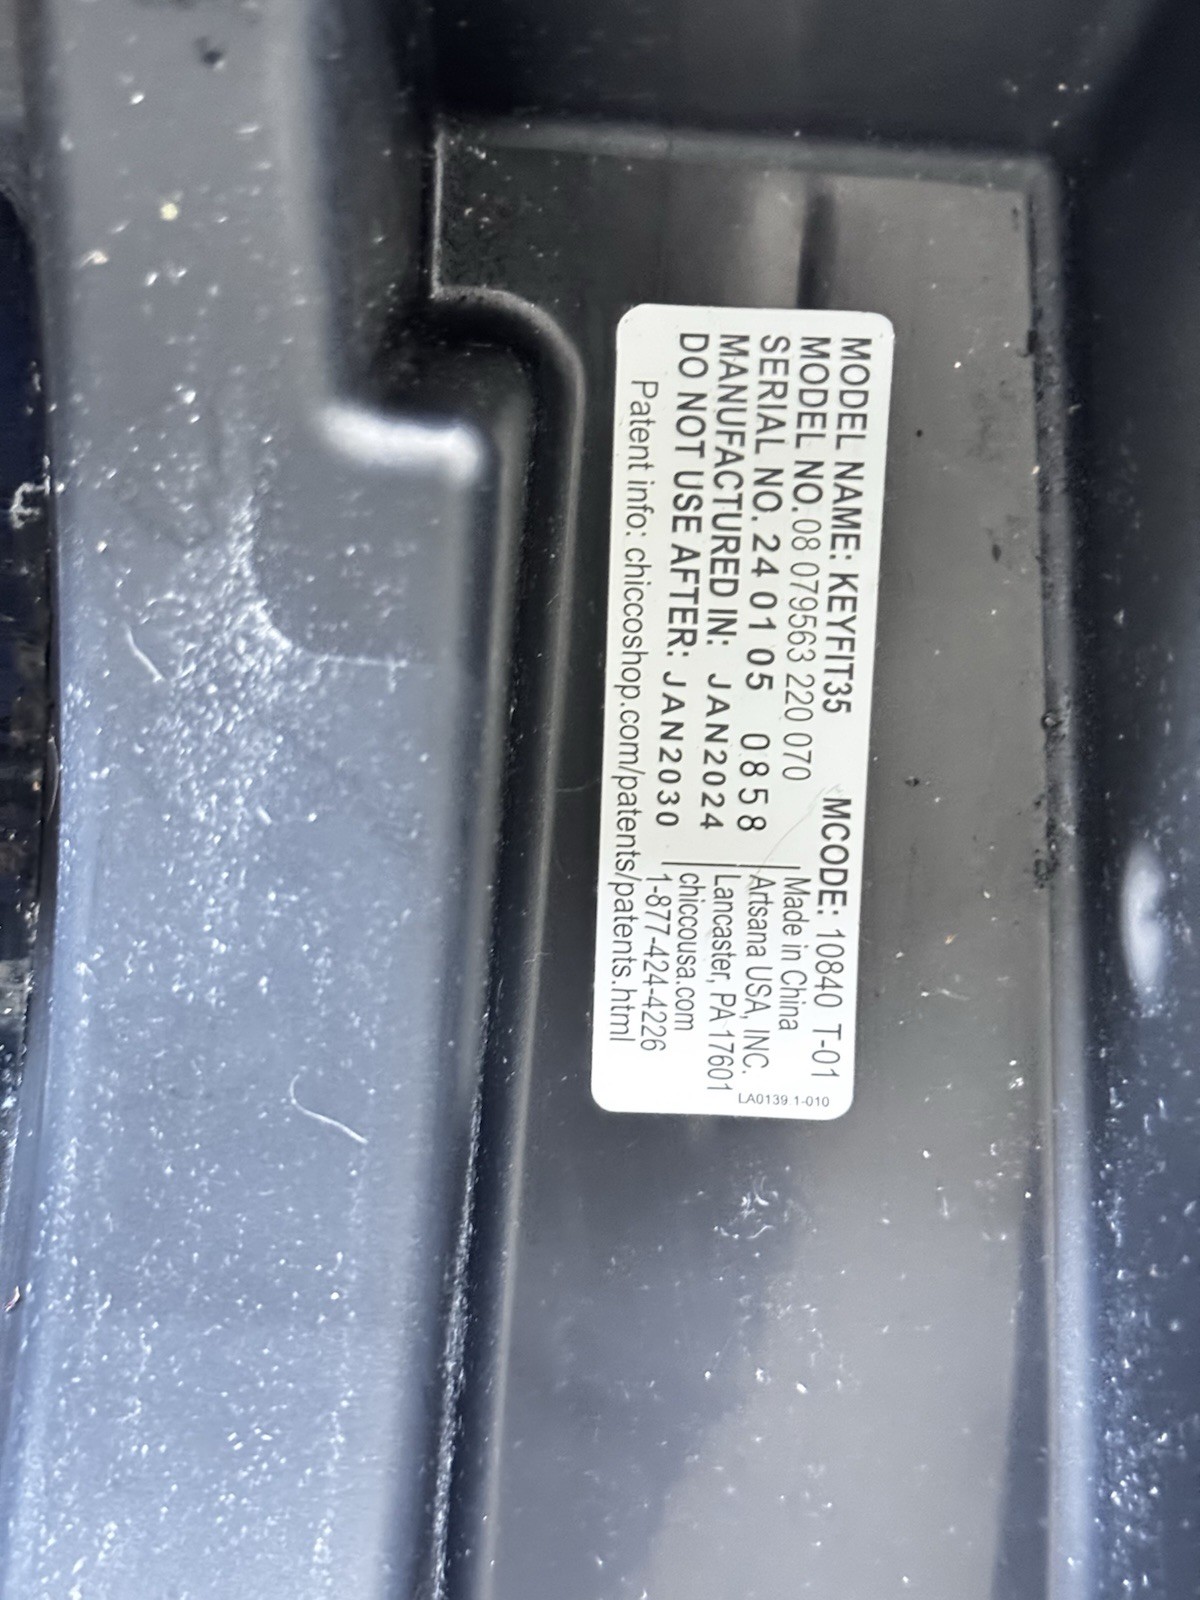 MODEL NAME: KEYFIT35 MCODE: 10840 T-01
MODEL NO. 08 079563 220 070
SERIAL NO. 24 01 05 0858
MANUFACTURED IN: JAN2024
DO NOT USE AFTER: JAN2030
Made in China
Artsana USA, INC.
Lancaster, PA 17601
chiccousa.com
1-877-424-4226
Patent info: chiccoshop.com/patents/patents.html
LA0139 1-010